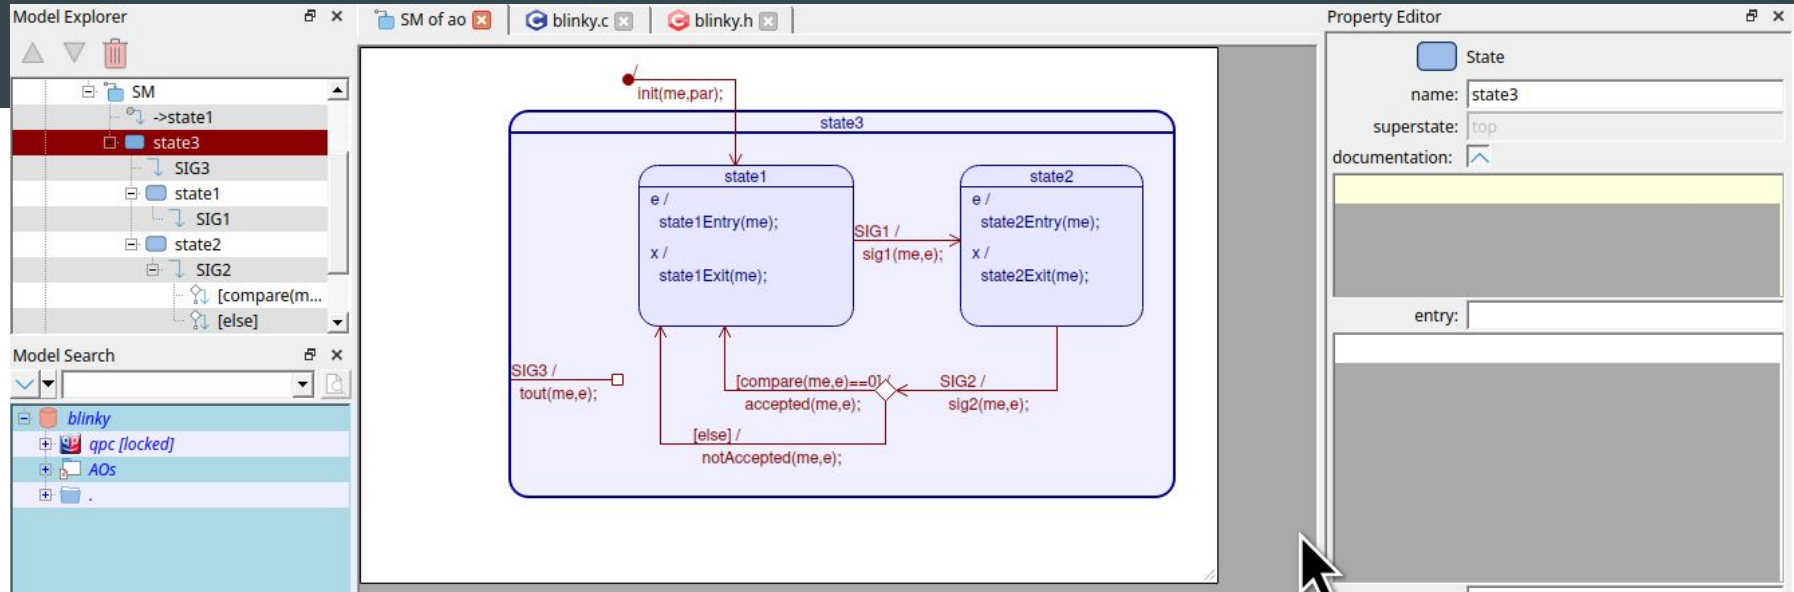 Model Explorer
SM
->state1
state3
SIG3
state1
SIG1
state2
SIG2
[compare(m...
[else]
Model Search
blinky
qpc [locked]
AOs
.
SM of ao
blinky.c
blinky.h
/
init(me,par);
state3
state1
e /
state1Entry(me);
x /
state1Exit(me);
SIG1 /
sig1(me,e);
state2
e /
state2Entry(me);
x /
state2Exit(me);
SIG3 /
tout(me,e);
[compare(me,e)==0] /
accepted(me,e);
SIG2 /
sig2(me,e);
[else] /
notAccepted(me,e);
Property Editor
State
name: state3
superstate: top
documentation:
entry: